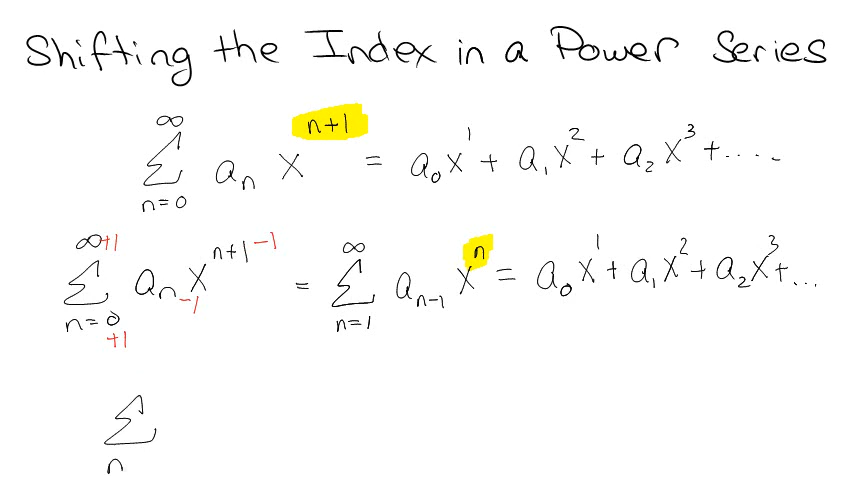 Shifting the Index in a Power Series
∞ Σ n=0 aₙ x^(n+1) = a₀x¹ + a₁x² + a₂x³ + .....
∞+1 Σ n=0+1 aₙ₋₁ x^(n+1-1) = ∞ Σ n=1 aₙ₋₁ xⁿ = a₀x¹ + a₁x² + a₂x³ + ...
Σ n